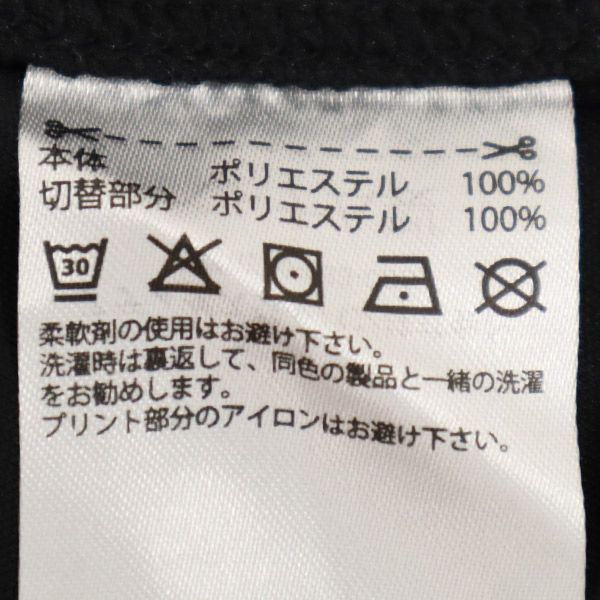 本体 ポリエステル 100%
切替部分 ポリエステル 100%
30
柔軟剤の使用はお避け下さい。
洗濯時は裏返して、同色の製品と一緒の洗濯
をお勧めします。
プリント部分のアイロンはお避け下さい。